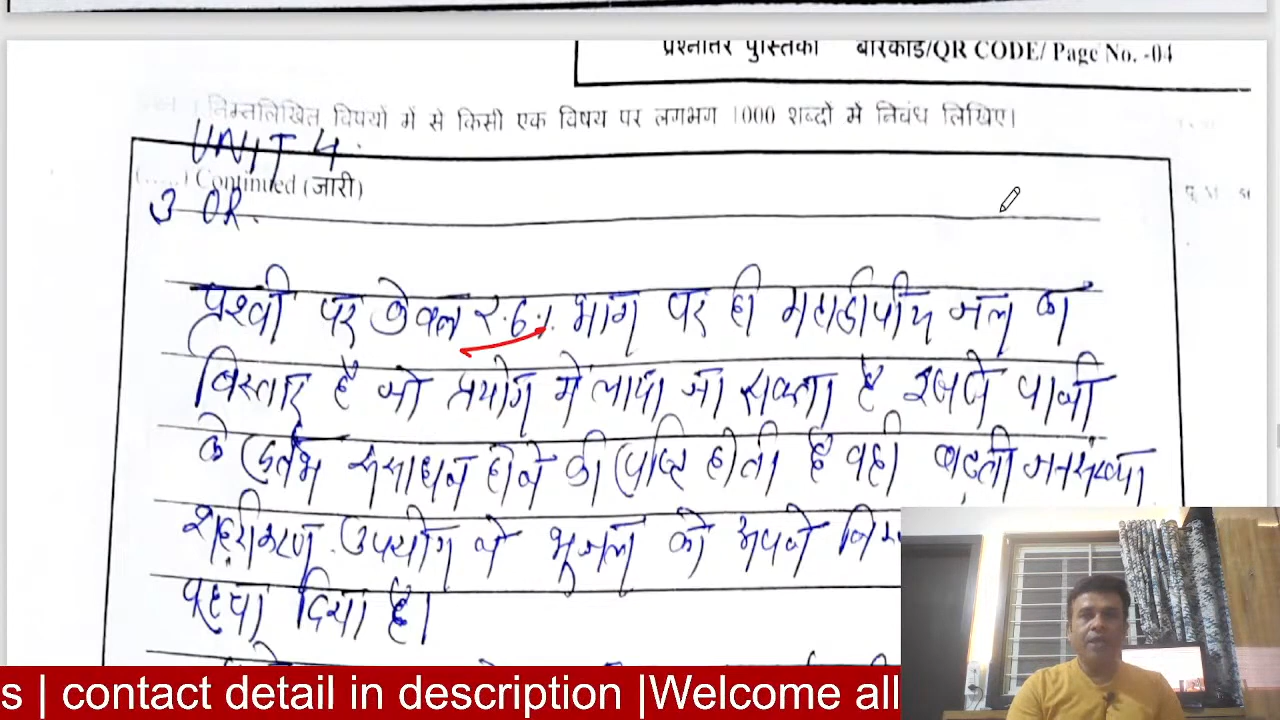 प्रश्नोत्तर पुस्तिका बारकोड/QR CODE/ Page No. -04
निम्नलिखित विषयों में से किसी एक विषय पर लगभग 1000 शब्दों में निबंध लिखिए।
UNIT 4.
(......) Continued (जारी)
3 OR.
पृथ्वी पर केवल २.6% भाग पर ही महाद्वीपीय जल का
विस्तार है जो प्रयोग में लाया जा सकता है इससे पानी
के दुर्लभ संसाधन होने की पुष्टि होती है वही बढ़ती जनसंख्या
शहरीकरण उपयोग ने भूजल को अपने
पहुचा दिया है।
s | contact detail in description |Welcome all